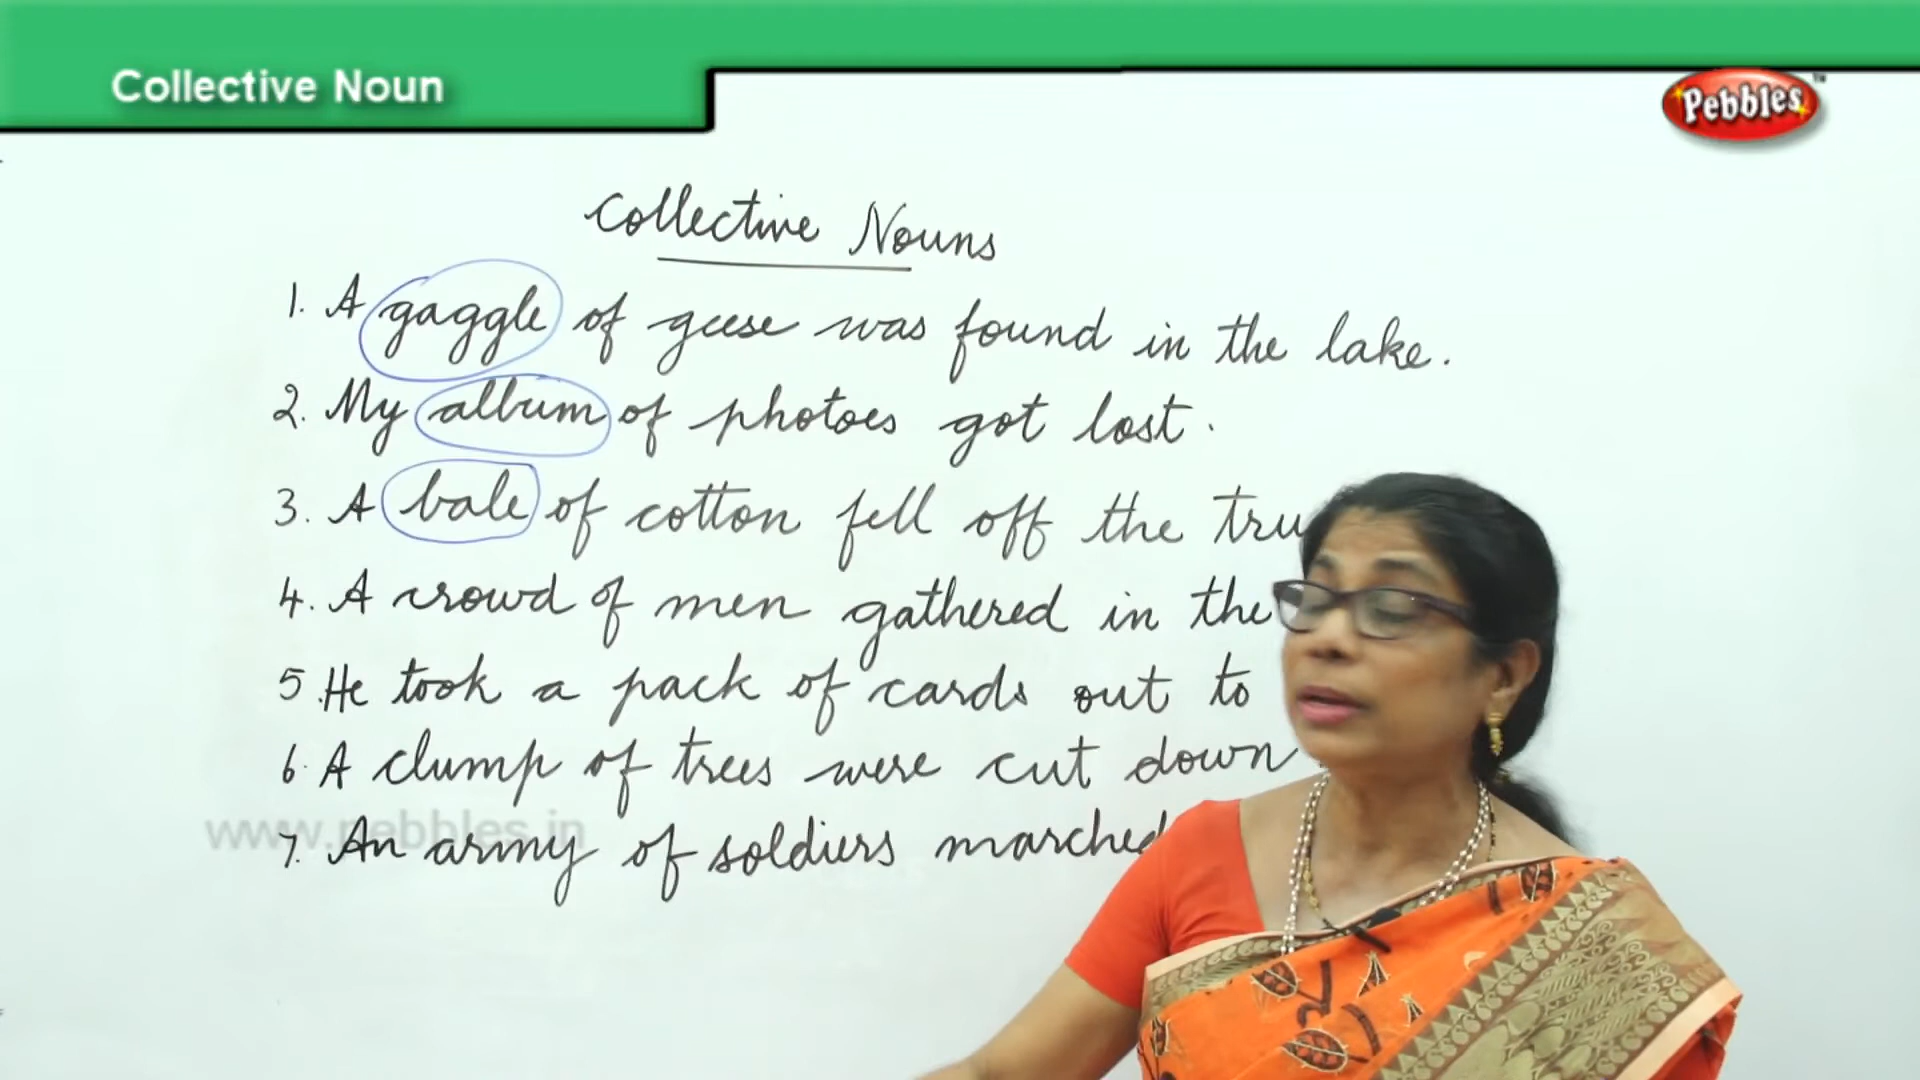 Collective Noun
Pebbles™
Collective Nouns
1. A gaggle of geese was found in the lake.
2. My album of photoes got lost.
3. A bale of cotton fell off the
4. A crowd of men gathered in the
5. He took a pack of cards out to
6. A clump of trees were cut down
www.pebbles.in
7. An army of soldiers marched